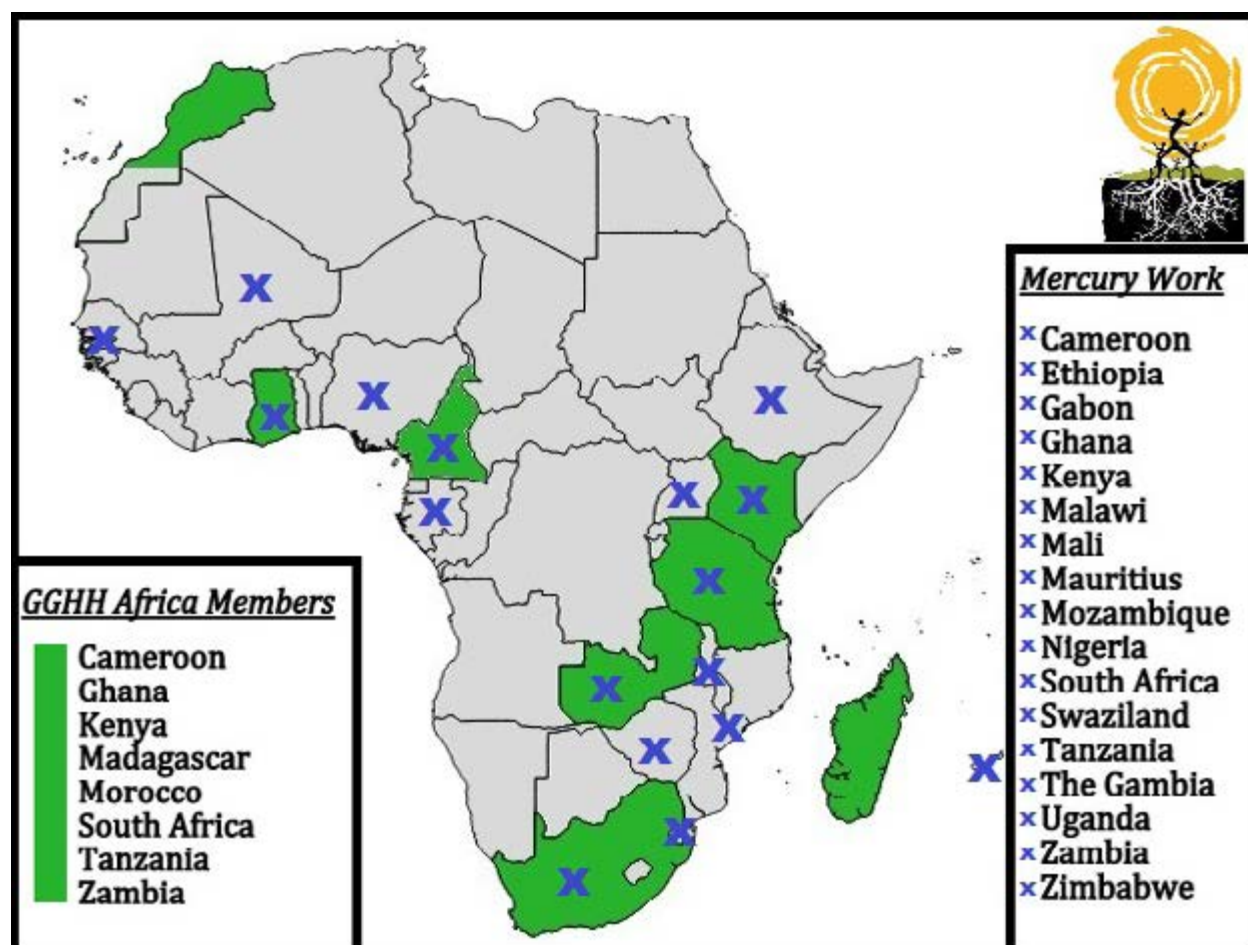 Mercury Work
x Cameroon
x Ethiopia
x Gabon
x Ghana
x Kenya
x Malawi
x Mali
x Mauritius
x Mozambique
x Nigeria
x South Africa
x Swaziland
x Tanzania
x The Gambia
x Uganda
x Zambia
x Zimbabwe
GGHH Africa Members
Cameroon
Ghana
Kenya
Madagascar
Morocco
South Africa
Tanzania
Zambia